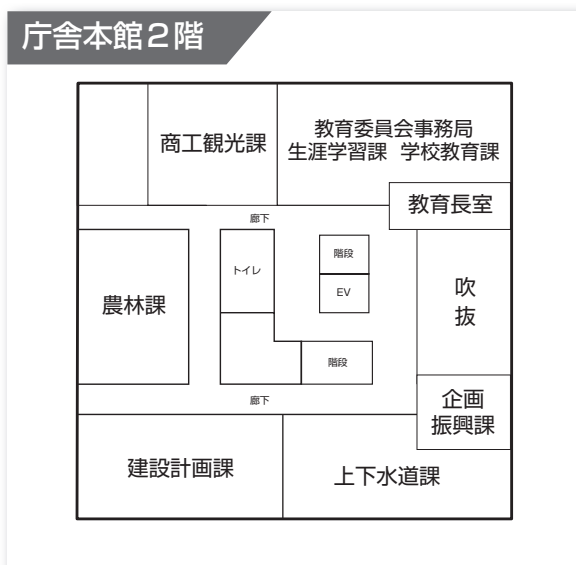 庁舎本館２階
商工観光課
教育委員会事務局
生涯学習課 学校教育課
教育長室
廊下
階段
トイレ
EV
農林課
吹
抜
階段
廊下
企画
振興課
建設計画課
上下水道課